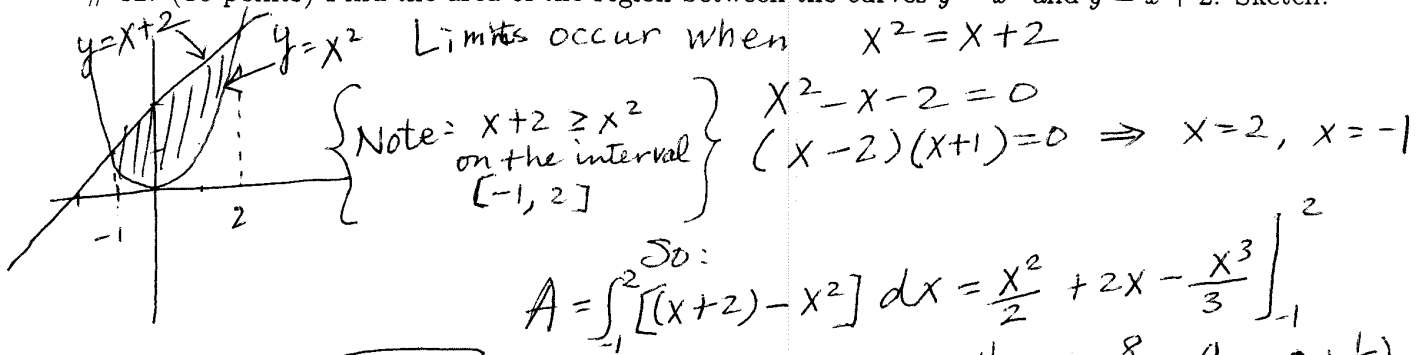 y=x+2
y=x²
Limits occur when x²=x+2
{Note: x+2 ≥ x² on the interval [-1, 2]}
x²-x-2=0
(x-2)(x+1)=0 ⇒ x=2, x=-1
-1
2
So:
A = ∫₋₁² [(x+2)-x²] dx = x²/2 + 2x - x³/3 ]₋₁²